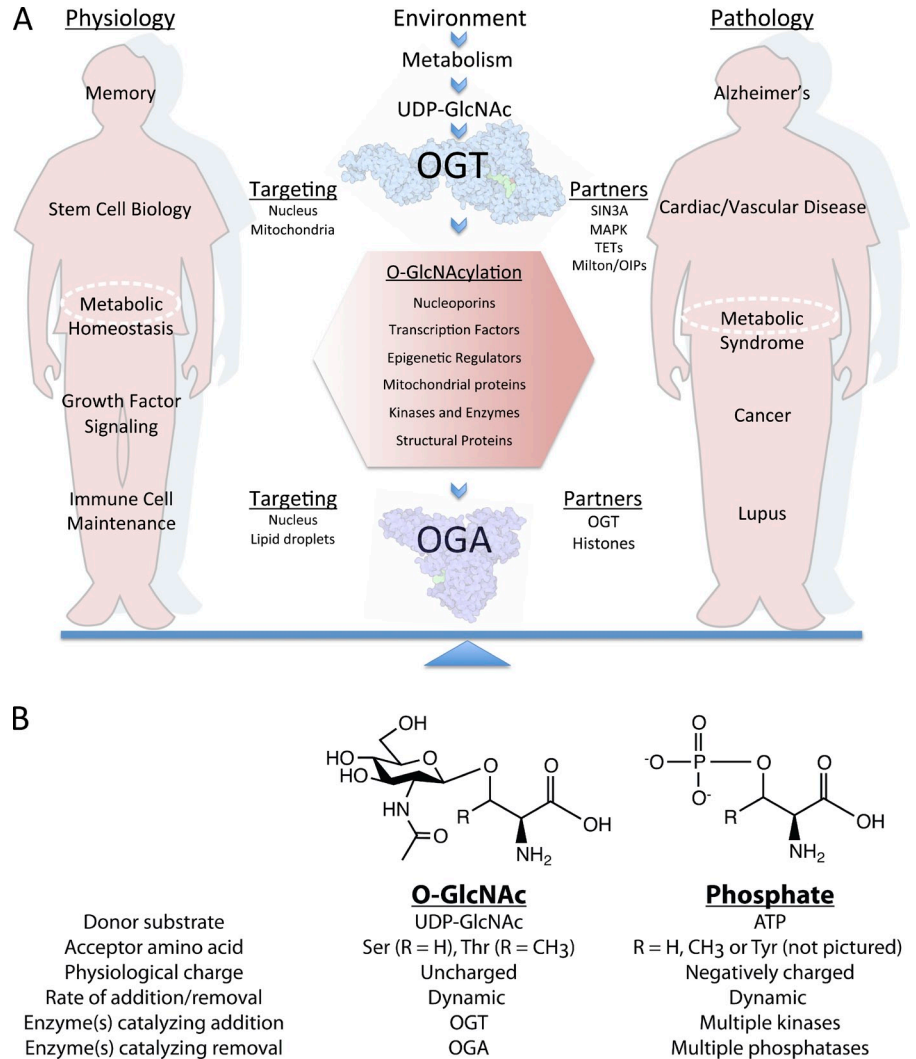 A
Physiology
Environment
Pathology
Metabolism
Memory
Alzheimer's
UDP-GlcNAc
OGT
Targeting
Nucleus
Mitochondria
Partners
SIN3A
MAPK
TETs
Milton/OIPs
Stem Cell Biology
Cardiac/Vascular Disease
O-GlcNAcylation
Nucleoporins
Transcription Factors
Epigenetic Regulators
Mitochondrial proteins
Kinases and Enzymes
Structural Proteins
Metabolic
Homeostasis
Metabolic
Syndrome
Growth Factor
Signaling
Cancer
Immune Cell
Maintenance
Targeting
Nucleus
Lipid droplets
OGA
Partners
OGT
Histones
Lupus
B
OH
HO
HO
O
O
O
HN
O
R
OH
NH2
O
-O
P
O
O
O-
R
OH
NH2
O-GlcNAc Phosphate
Donor substrate UDP-GlcNAc ATP
Acceptor amino acid Ser (R = H), Thr (R = CH3) R = H, CH3 or Tyr (not pictured)
Physiological charge Uncharged Negatively charged
Rate of addition/removal Dynamic Dynamic
Enzyme(s) catalyzing addition OGT Multiple kinases
Enzyme(s) catalyzing removal OGA Multiple phosphatases